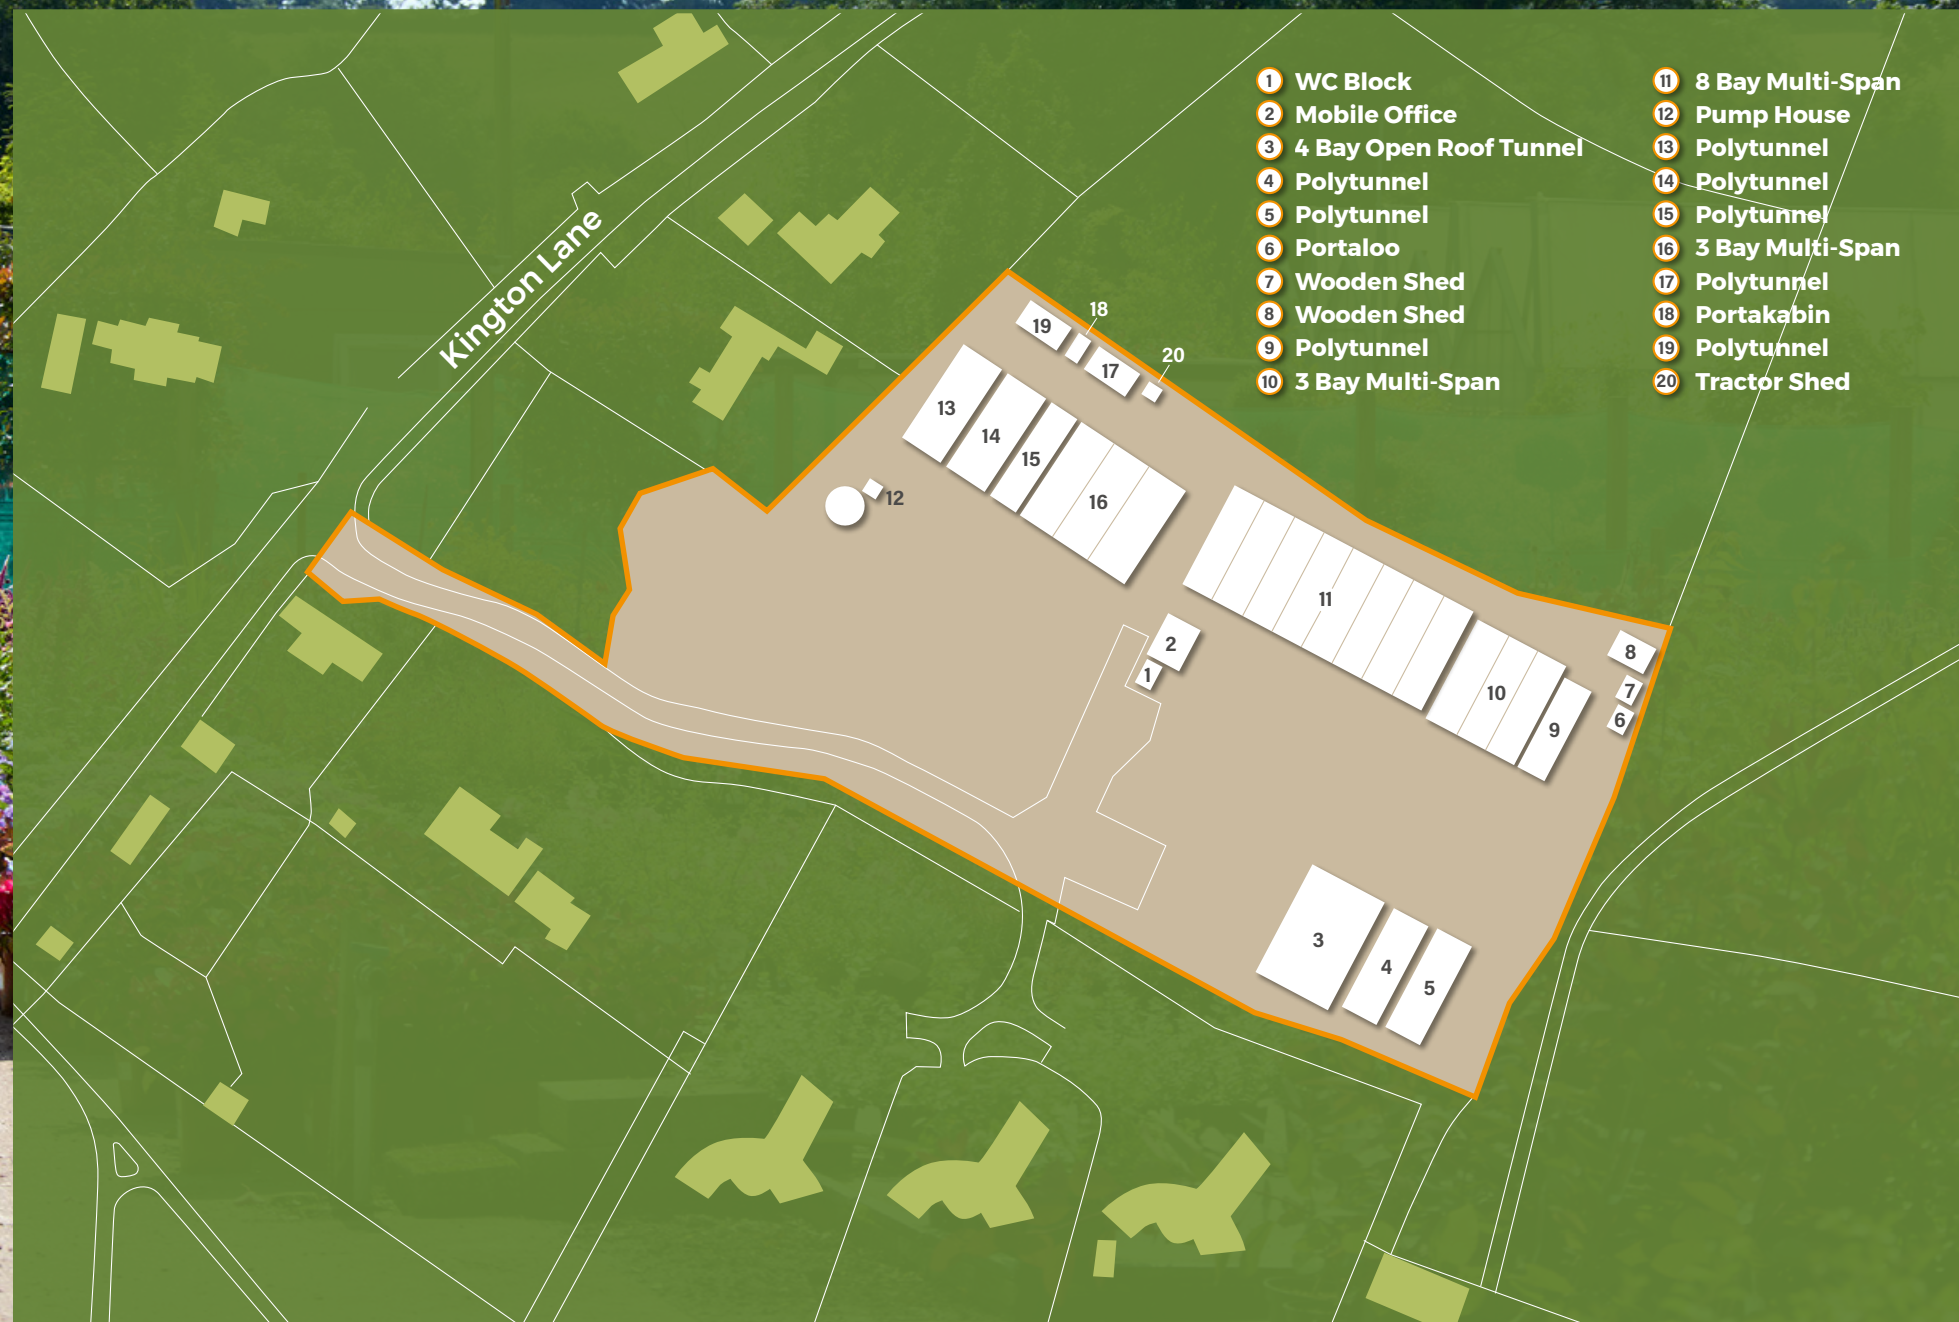 1 WC Block
2 Mobile Office
3 4 Bay Open Roof Tunnel
4 Polytunnel
5 Polytunnel
6 Portaloo
7 Wooden Shed
8 Wooden Shed
9 Polytunnel
10 3 Bay Multi-Span
11 8 Bay Multi-Span
12 Pump House
13 Polytunnel
14 Polytunnel
15 Polytunnel
16 3 Bay Multi-Span
17 Polytunnel
18 Portakabin
19 Polytunnel
20 Tractor Shed
Kington Lane
18
19
20
17
13
14
15
16
12
11
2
1
8
7
6
10
9
3
4
5